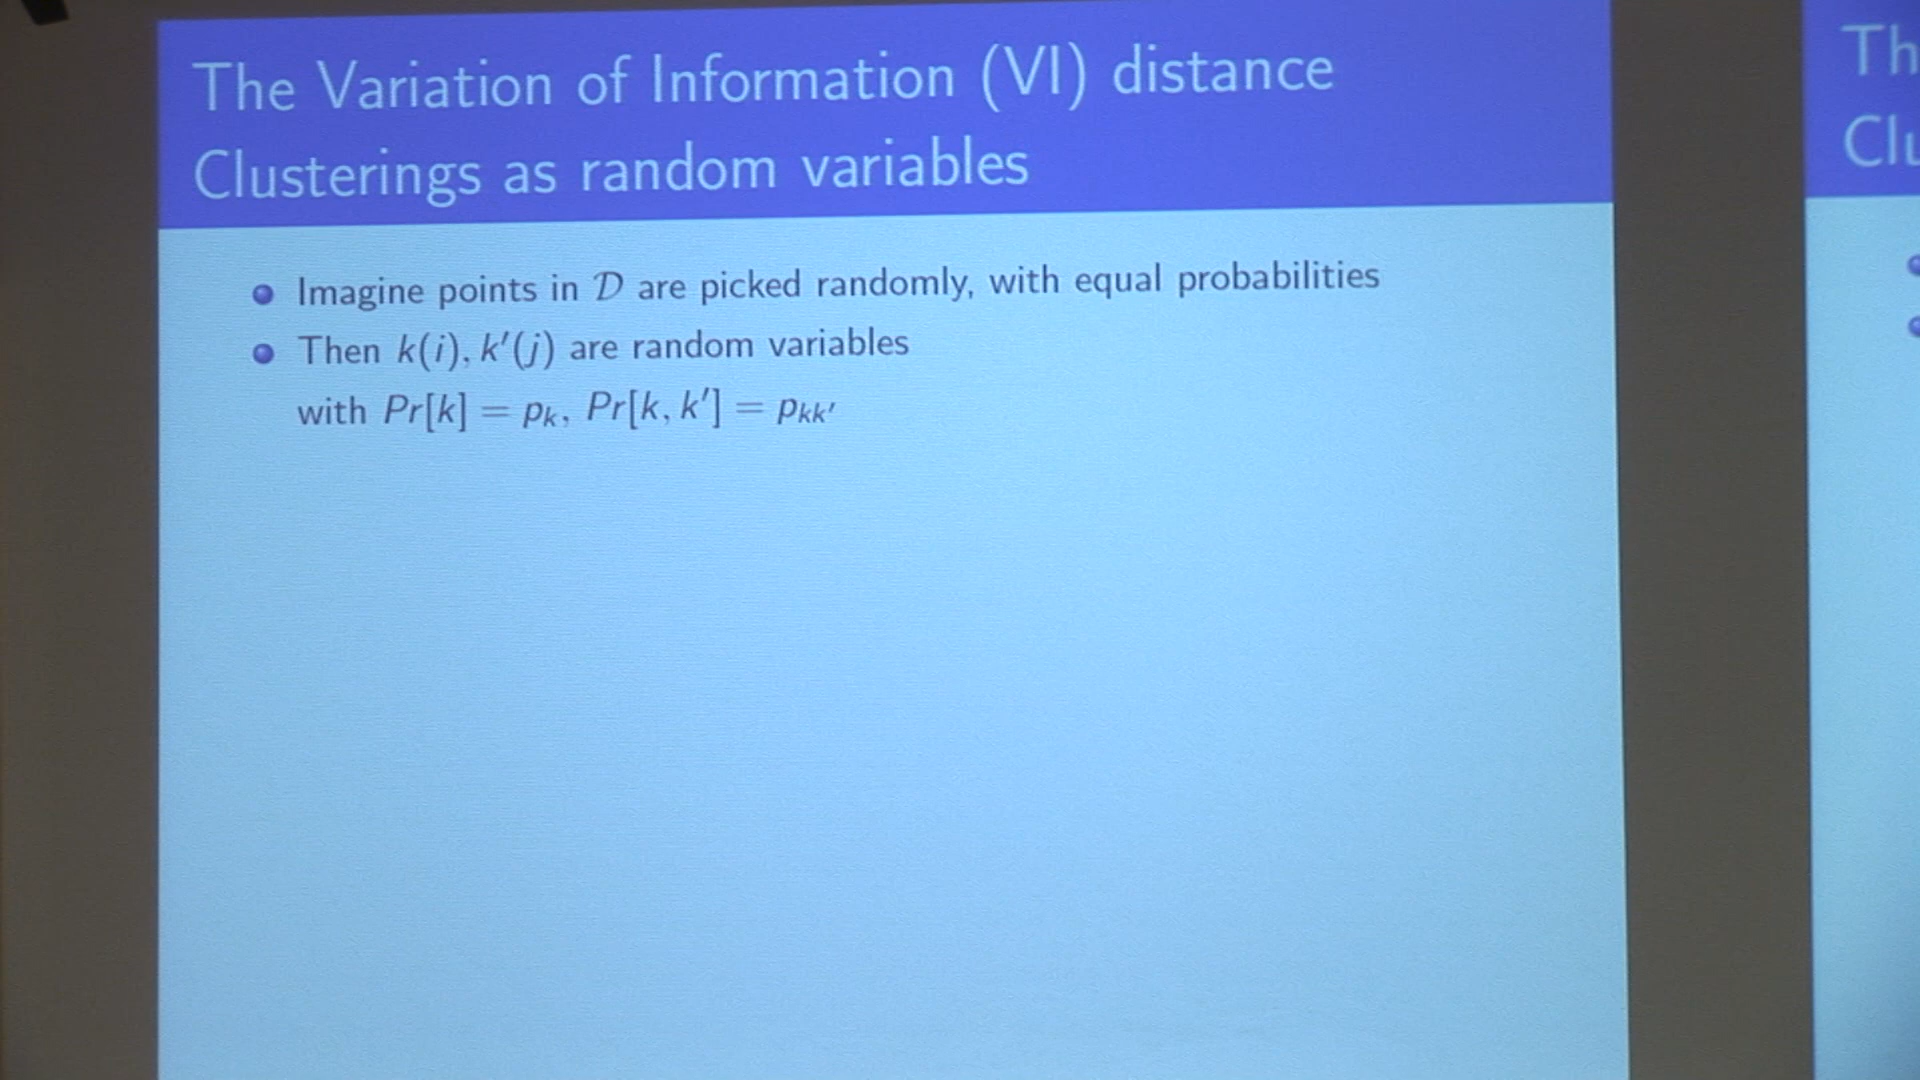 The Variation of Information (VI) distance
Clusterings as random variables
Imagine points in 𝒟 are picked randomly, with equal probabilities
Then k(i), k′(j) are random variables
with Pr[k] = pₖ, Pr[k, k′] = pₖₖ′
Th
Clu